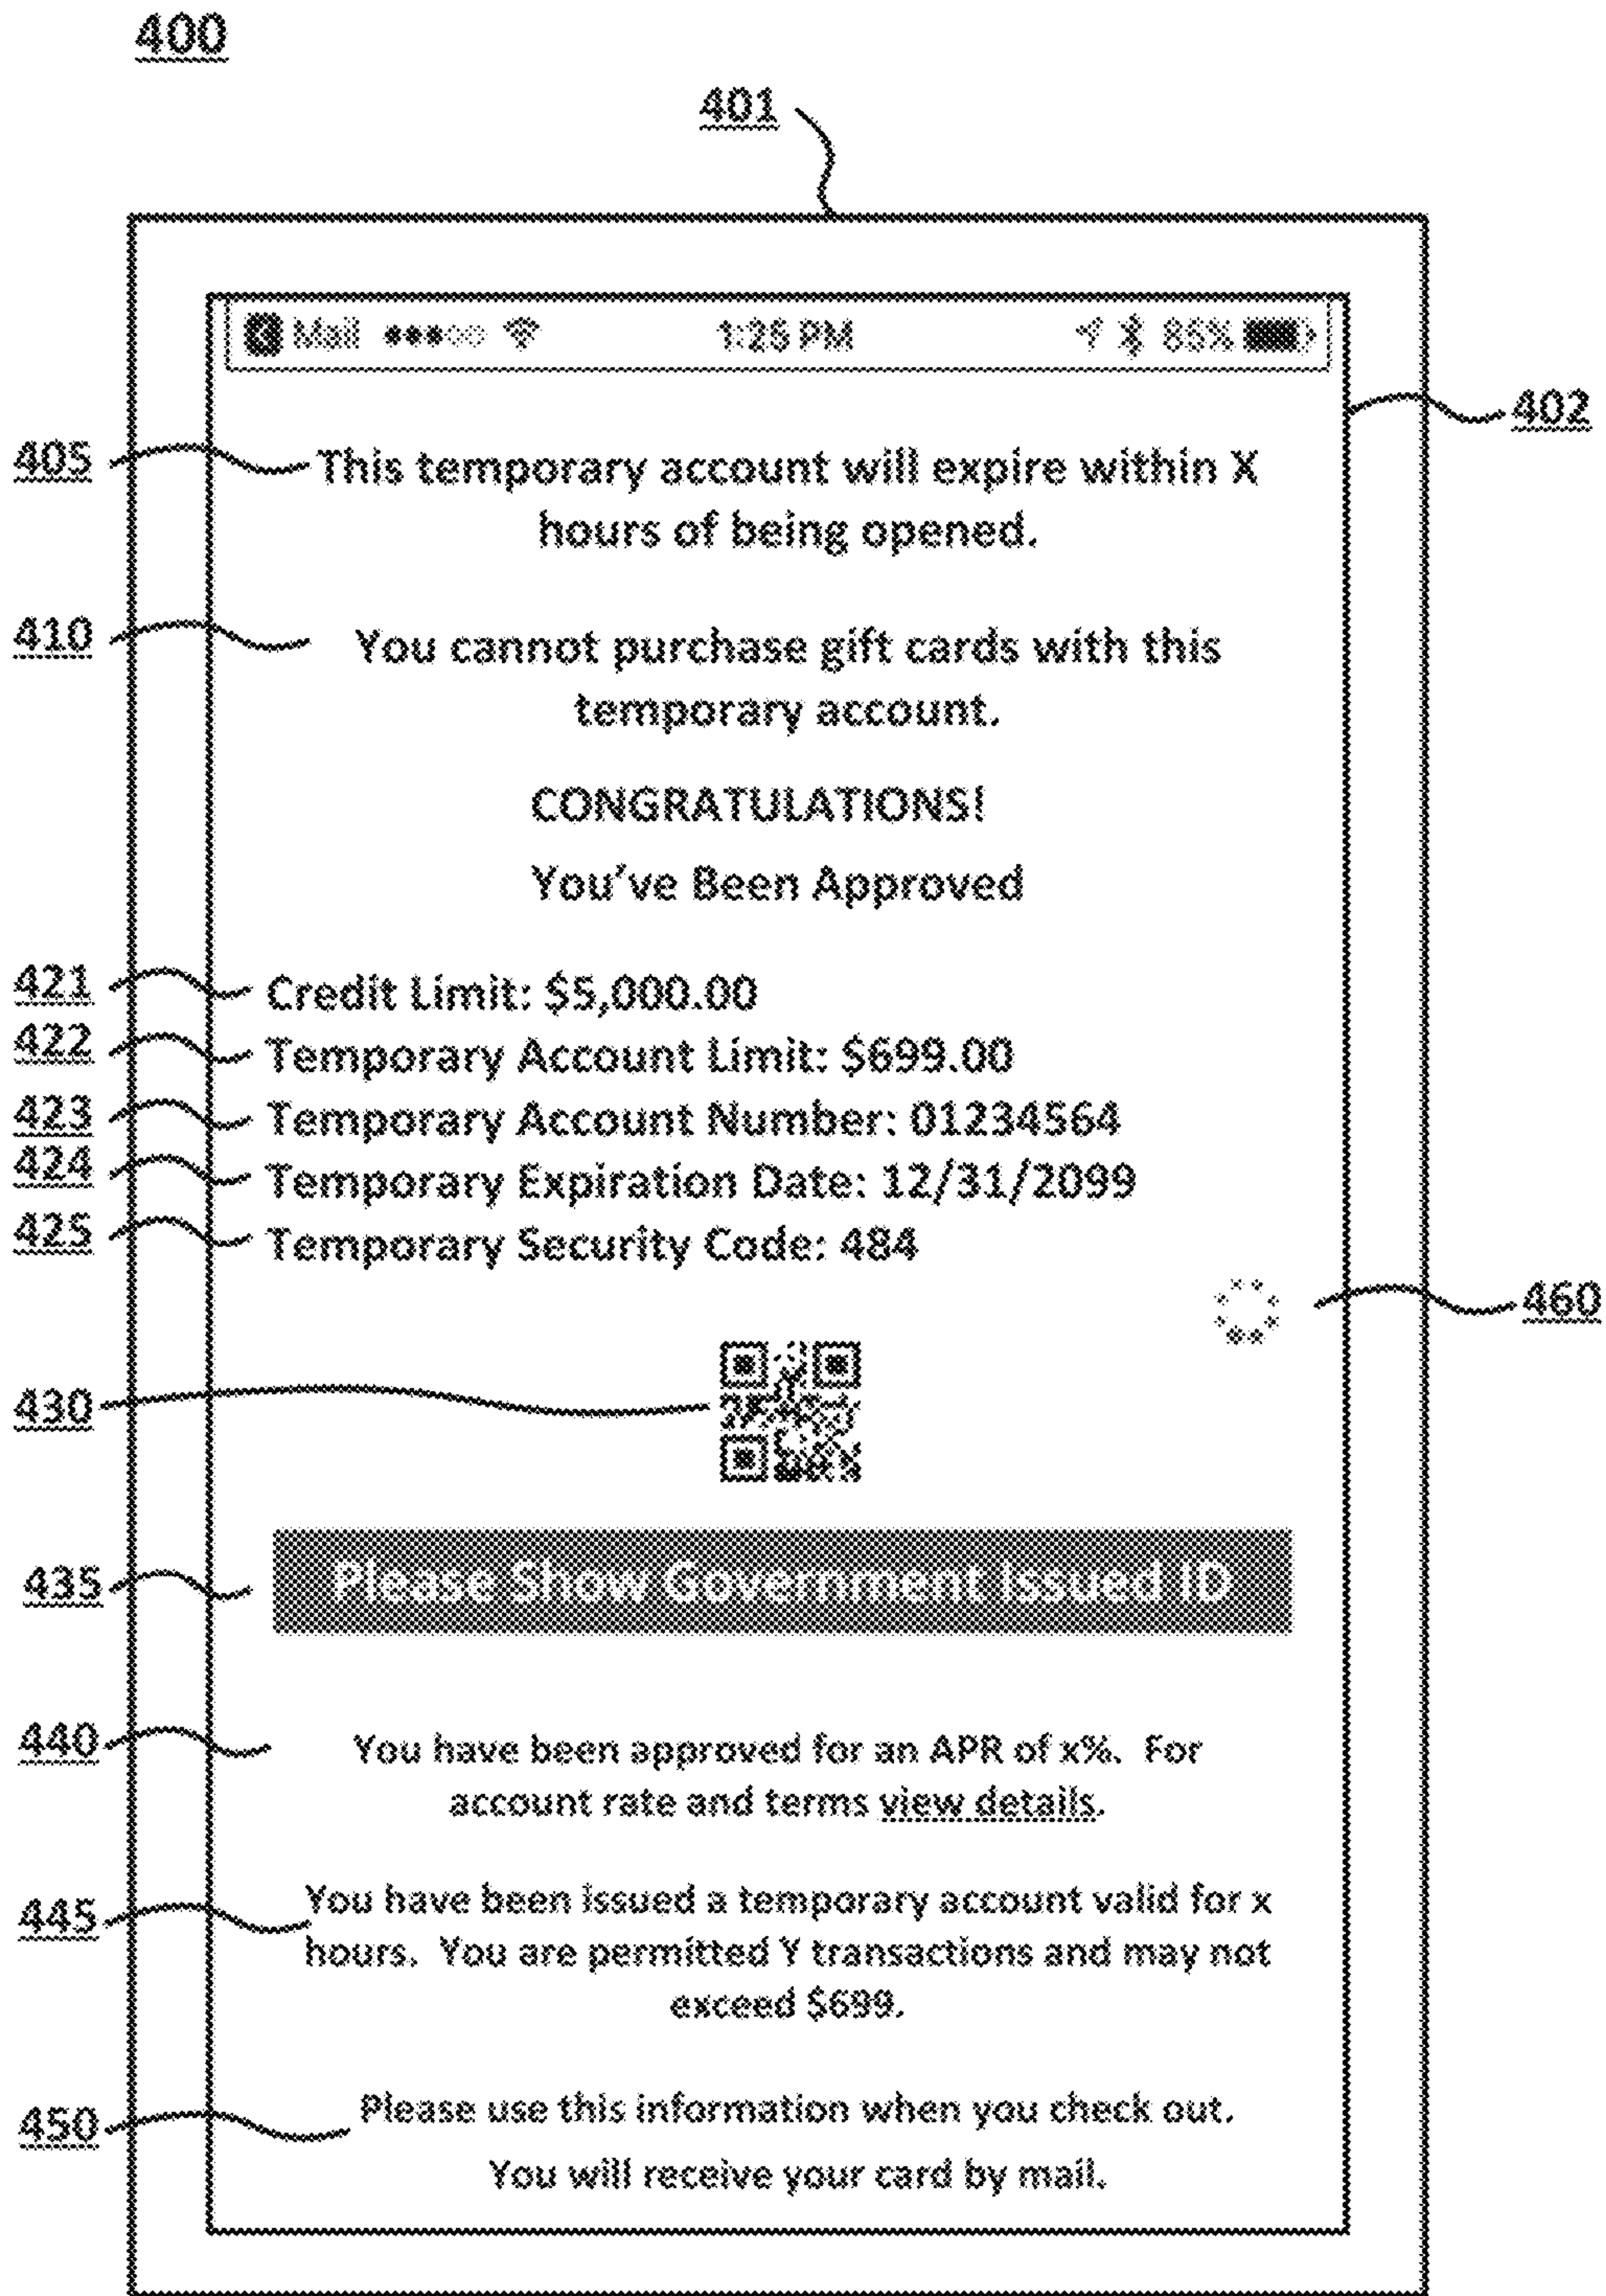 400
401
Mail 1:25 PM 85%
402
405 This temporary account will expire within X
hours of being opened.
410 You cannot purchase gift cards with this
temporary account.
CONGRATULATIONS!
You've Been Approved
421 Credit Limit: $5,000.00
422 Temporary Account Limit: $699.00
423 Temporary Account Number: 01234564
424 Temporary Expiration Date: 12/31/2099
425 Temporary Security Code: 484
460
430
435 Please Show Government Issued ID
440 You have been approved for an APR of x%. For
account rate and terms view details.
445 You have been issued a temporary account valid for x
hours. You are permitted Y transactions and may not
exceed $699.
450 Please use this information when you check out.
You will receive your card by mail.